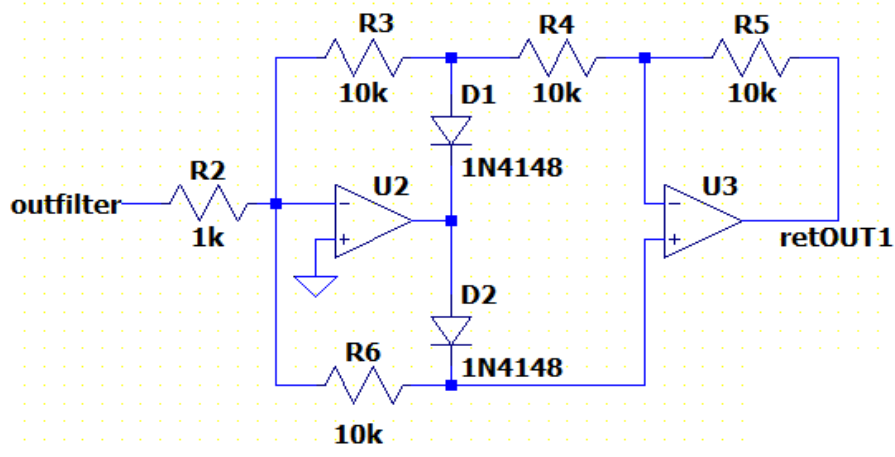 R3
R4
R5
10k
D1
10k
10k
1N4148
R2
U2
U3
outfilter
−
−
1k
+
+
retOUT1
D2
R6
1N4148
10k